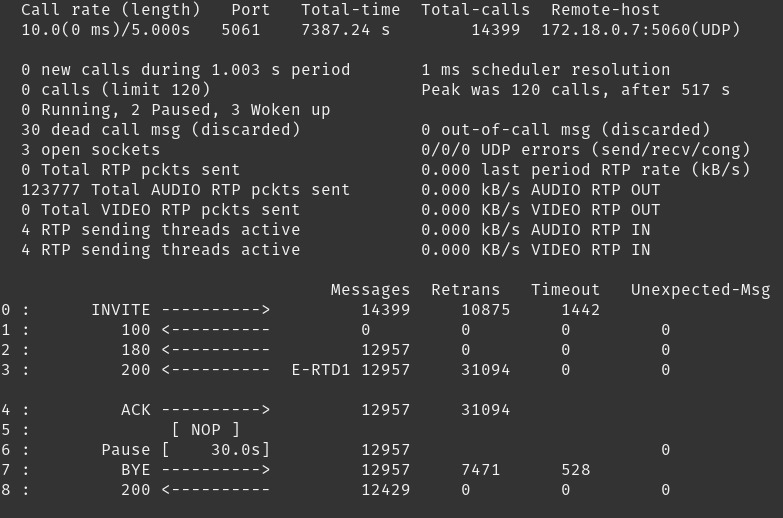 Call rate (length)   Port   Total-time  Total-calls  Remote-host
10.0(0 ms)/5.000s   5061    7387.24 s        14399  172.18.0.7:5060(UDP)
0 new calls during 1.003 s period       1 ms scheduler resolution
0 calls (limit 120)                     Peak was 120 calls, after 517 s
0 Running, 2 Paused, 3 Woken up
30 dead call msg (discarded)            0 out-of-call msg (discarded)
3 open sockets                          0/0/0 UDP errors (send/recv/cong)
0 Total RTP pckts sent                  0.000 last period RTP rate (kB/s)
123777 Total AUDIO RTP pckts sent       0.000 kB/s AUDIO RTP OUT
0 Total VIDEO RTP pckts sent            0.000 KB/s VIDEO RTP OUT
4 RTP sending threads active            0.000 KB/s AUDIO RTP IN
4 RTP sending threads active            0.000 KB/s VIDEO RTP IN
Messages  Retrans   Timeout   Unexpected-Msg
0 :      INVITE ---------->         14399     10875     1442
1 :         100 <----------         0         0         0         0
2 :         180 <----------         12957     0         0         0
3 :         200 <----------  E-RTD1 12957     31094     0         0
4 :         ACK ---------->         12957     31094
5 :              [ NOP ]
6 :       Pause [    30.0s]         12957                         0
7 :         BYE ---------->         12957     7471      528
8 :         200 <----------         12429     0         0         0